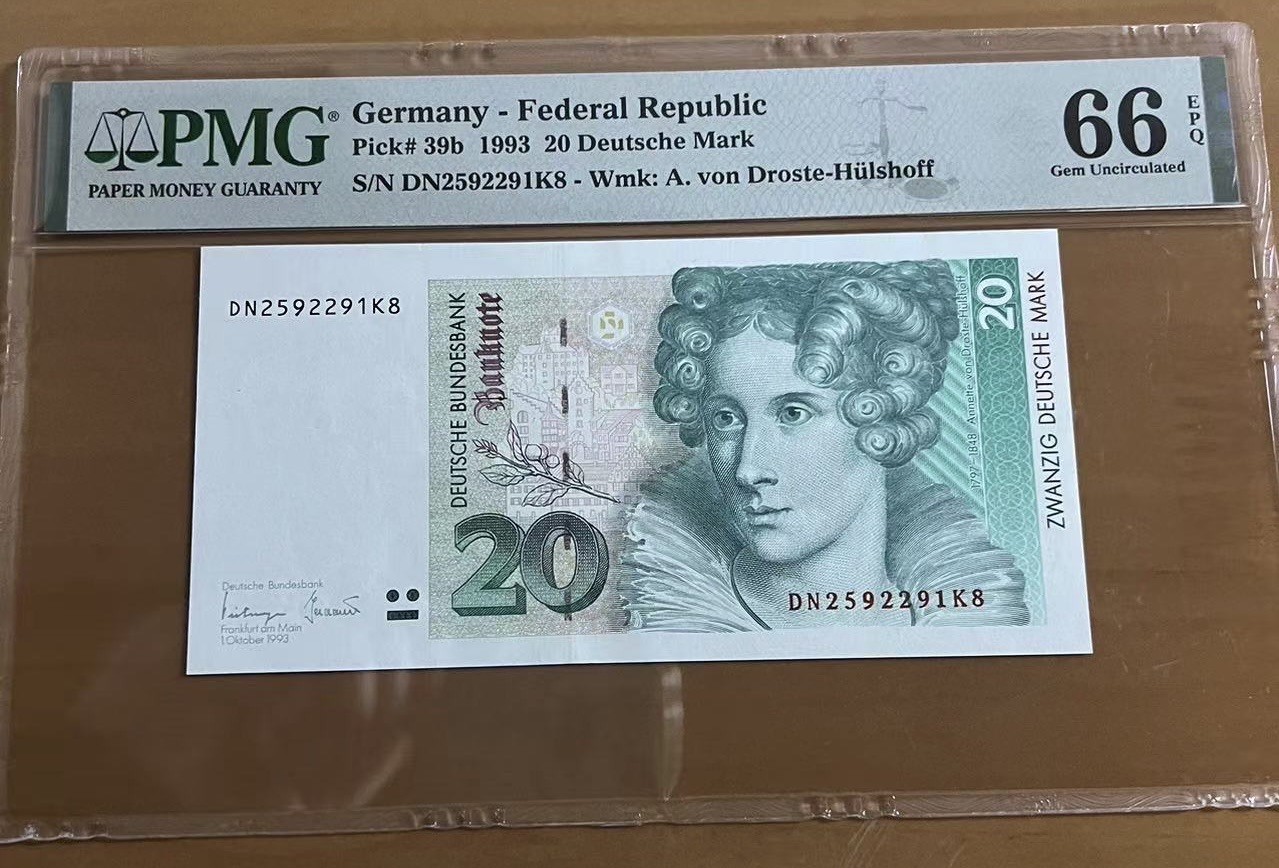 PMG®
PAPER MONEY GUARANTY
Germany - Federal Republic
Pick# 39b 1993 20 Deutsche Mark
S/N DN2592291K8 - Wmk: A. von Droste-Hülshoff
66
EPQ
Gem Uncirculated
DN2592291K8
DEUTSCHE BUNDESBANK
Banknote
20
1797-1848 Annette von Droste-Hülshoff
20
ZWANZIG DEUTSCHE MARK
Deutsche Bundesbank
Frankfurt am Main
1.Oktober 1993
DN2592291K8